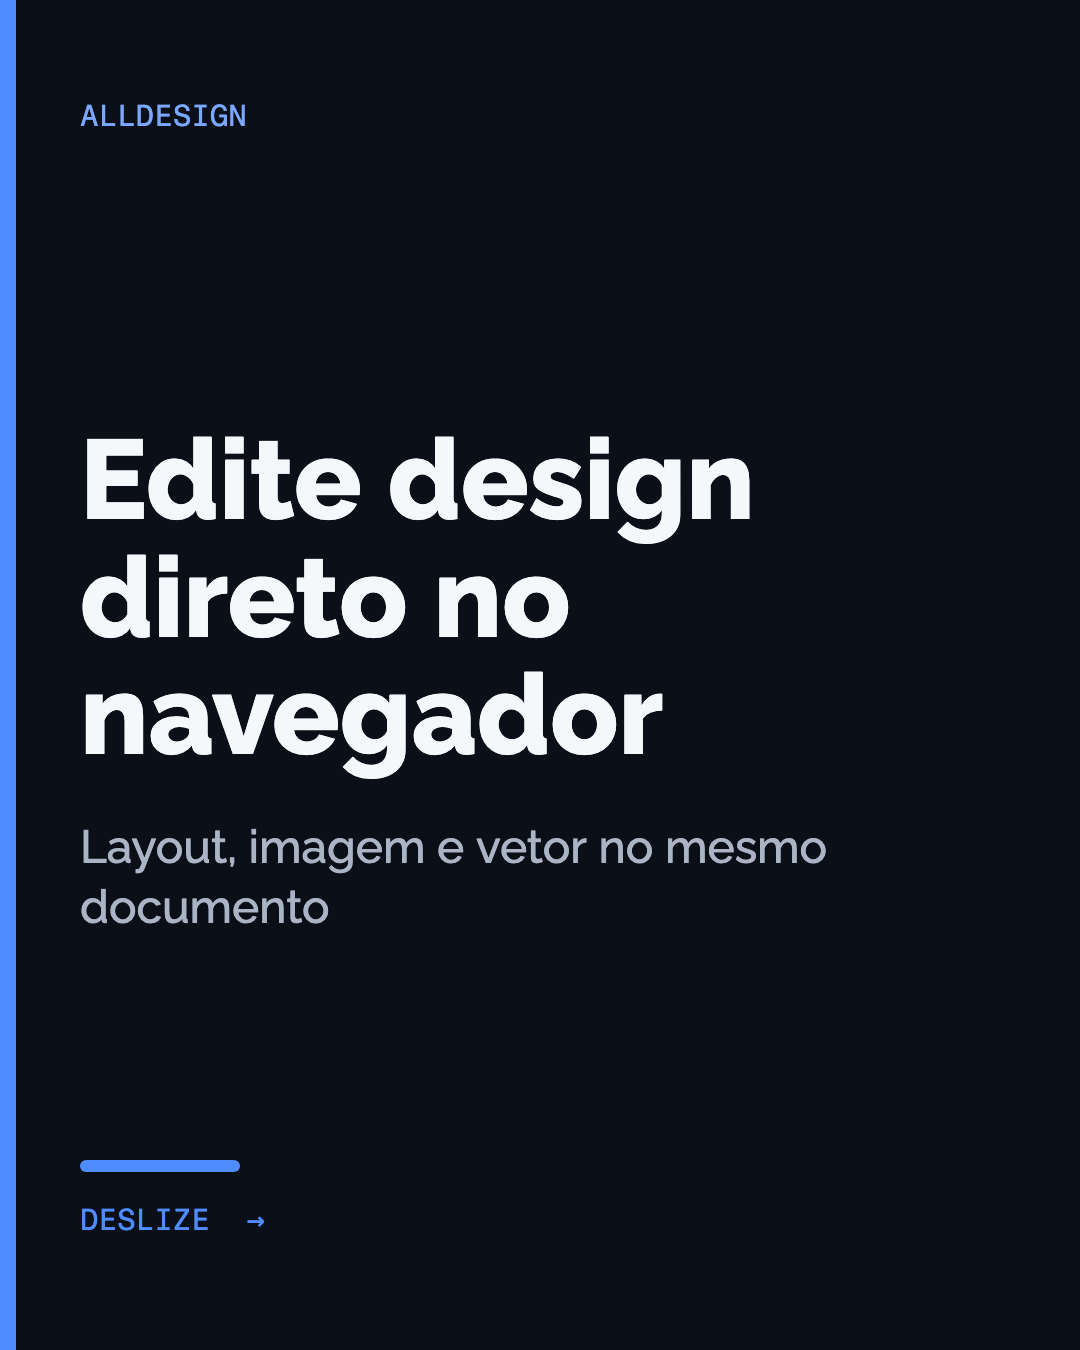 ALLDESIGN
Edite design
direto no
navegador
Layout, imagem e vetor no mesmo
documento
DESLIZE →